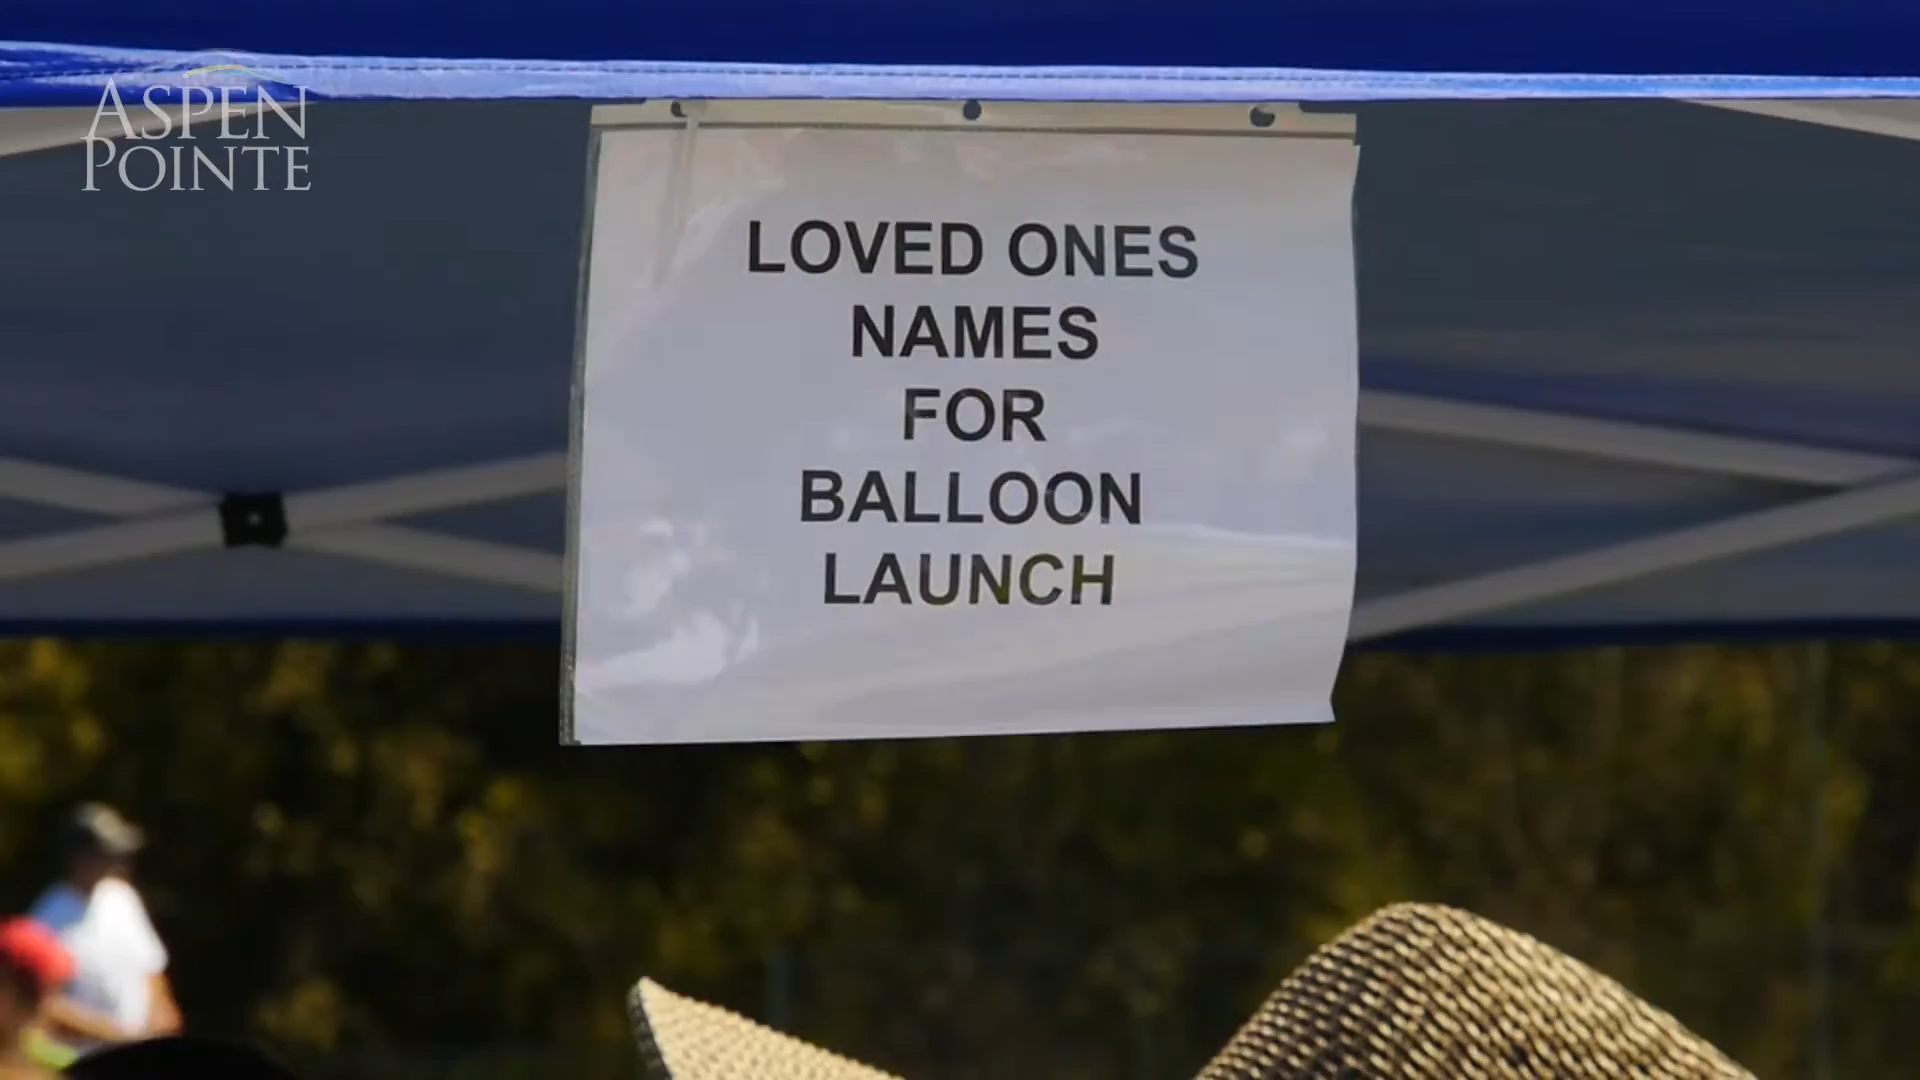 ASPEN
POINTE
LOVED ONES
NAMES
FOR
BALLOON
LAUNCH